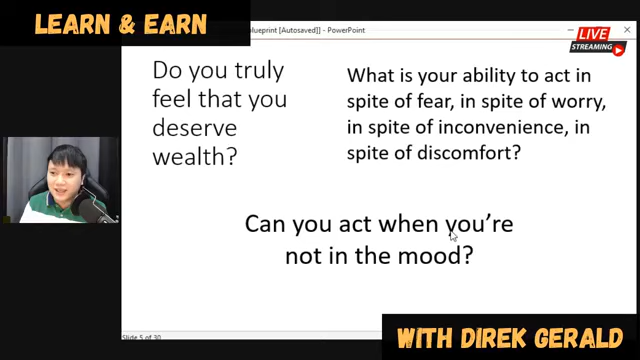 LEARN & EARN
lueprint [Autosaved]] - PowerPoint
LIVE
STREAMING
Do you truly
feel that you
deserve
wealth?
What is your ability to act in
spite of fear, in spite of worry,
in spite of inconvenience, in
spite of discomfort?
Can you act when you’re
not in the mood?
Slide 5 of 30
WITH DIREK GERALD